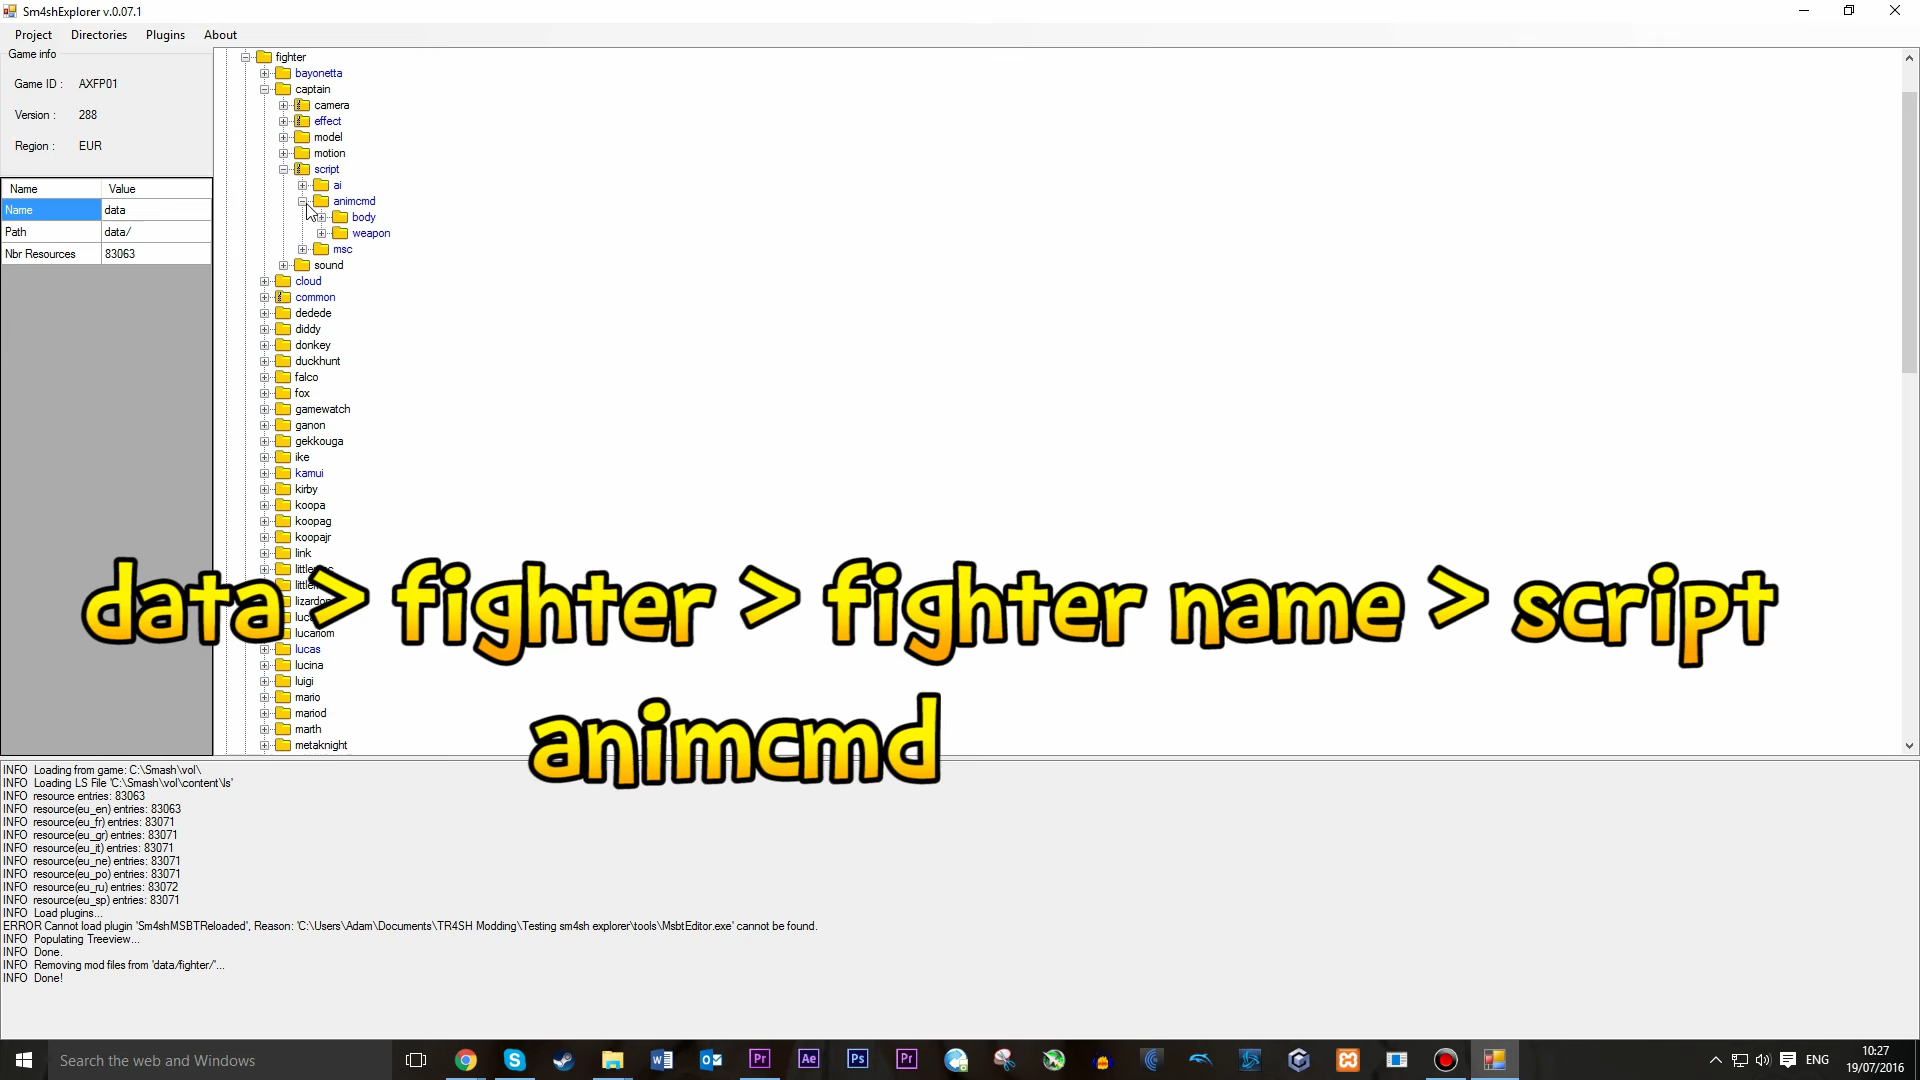 Sm4shExplorer v.0.07.1
Project Directories Plugins About
Game info
Game ID : AXFP01
Version : 288
Region : EUR
Name Value
Name data
Path data/
Nbr Resources 83063
fighter
bayonetta
captain
camera
effect
model
motion
script
ai
animcmd
body
weapon
msc
sound
cloud
common
dedede
diddy
donkey
duckhunt
falco
fox
gamewatch
ganon
gekkouga
ike
kamui
kirby
koopa
koopag
koopajr
link
lucas
lucina
luigi
mario
mariod
marth
metaknight
data > fighter > fighter name > script
animcmd
INFO Loading from game: C:\Smash\vol\
INFO Loading LS File 'C:\Smash\vol\content\ls'
INFO resource entries: 83063
INFO resource(eu_en) entries: 83063
INFO resource(eu_fr) entries: 83071
INFO resource(eu_gr) entries: 83071
INFO resource(eu_it) entries: 83071
INFO resource(eu_ne) entries: 83071
INFO resource(eu_po) entries: 83071
INFO resource(eu_ru) entries: 83072
INFO resource(eu_sp) entries: 83071
INFO Load plugins...
ERROR Cannot load plugin 'Sm4shMSBTReloaded', Reason: 'C:\Users\Adam\Documents\TR4SH Modding\Testing sm4sh explorer\tools\MsbtEditor.exe' cannot be found.
INFO Populating Treeview...
INFO Done.
INFO Removing mod files from 'data/fighter/'...
INFO Done!
Search the web and Windows
ENG
10:27
19/07/2016